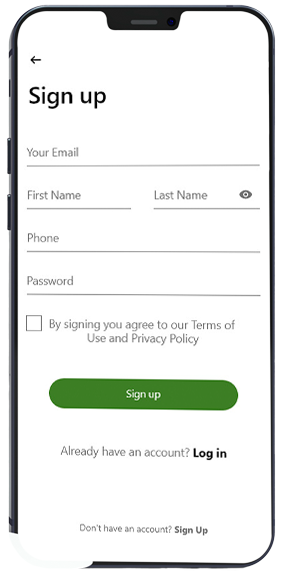 Sign up
Your Email
First Name Last Name
Phone
Password
By signing you agree to our Terms of
Use and Privacy Policy
Sign up
Already have an account? Log in
Don't have an account? Sign Up